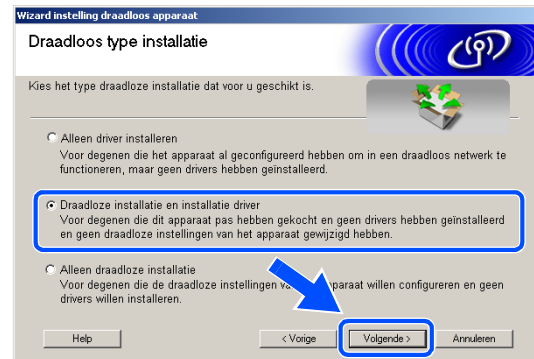 Wizard instelling draadloos apparaat
Draadloos type installatie
Kies het type draadloze installatie dat voor u geschikt is.
Alleen driver installeren
Voor degenen die het apparaat al geconfigureerd hebben om in een draadloos netwerk te
functioneren, maar geen drivers hebben geïnstalleerd.
Draadloze installatie en installatie driver
Voor degenen die dit apparaat pas hebben gekocht en geen drivers hebben geïnstalleerd
en geen draadloze instellingen van het apparaat gewijzigd hebben.
Alleen draadloze installatie
Voor degenen die de draadloze instellingen willen configureren en geen
drivers willen installeren.
Help
< Vorige
Volgende >
Annuleren